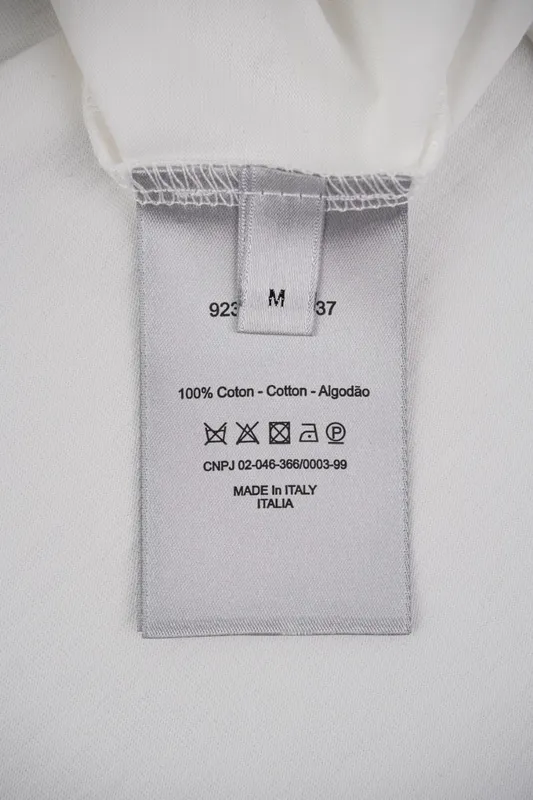 M
923 37
100% Coton - Cotton - Algodão
CNPJ 02-046-366/0003-99
MADE In ITALY
ITALIA